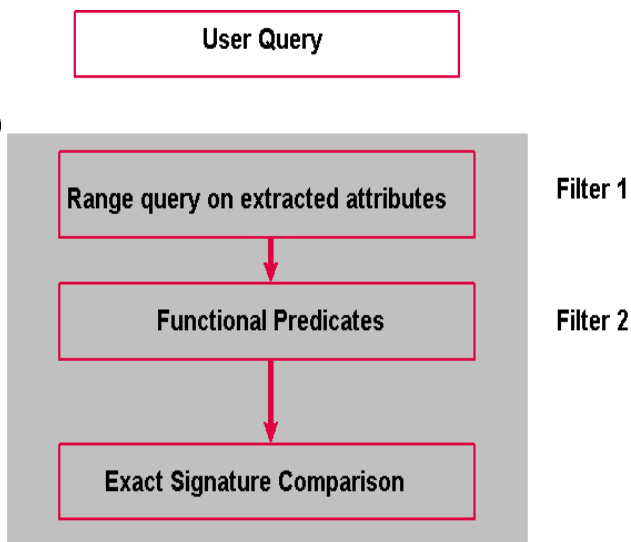 User Query
Range query on extracted attributes
Filter 1
Functional Predicates
Filter 2
Exact Signature Comparison